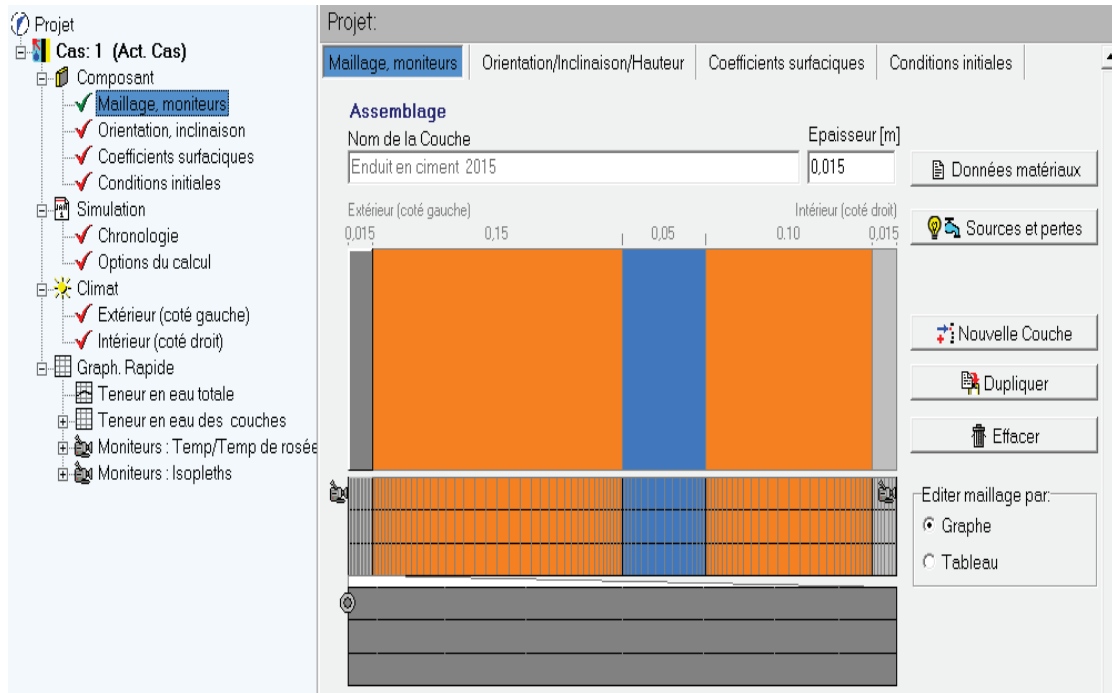 Projet
Cas: 1 (Act. Cas)
Composant
Maillage, moniteurs
Orientation, inclinaison
Coefficients surfaciques
Conditions initiales
Simulation
Chronologie
Options du calcul
Climat
Extérieur (coté gauche)
Intérieur (coté droit)
Graph. Rapide
Teneur en eau totale
Teneur en eau des couches
Moniteurs : Temp/Temp de rosée
Moniteurs : Isopleths
Projet:
Maillage, moniteurs Orientation/Inclinaison/Hauteur Coefficients surfaciques Conditions initiales
Assemblage
Nom de la Couche Epaisseur [m]
Enduit en ciment 2015 0,015
Données matériaux
Extérieur (coté gauche) Intérieur (coté droit)
0,015 0,15 0,05 0.10 0,015
Sources et pertes
Nouvelle Couche
Dupliquer
Effacer
Editer maillage par:
Graphe
Tableau